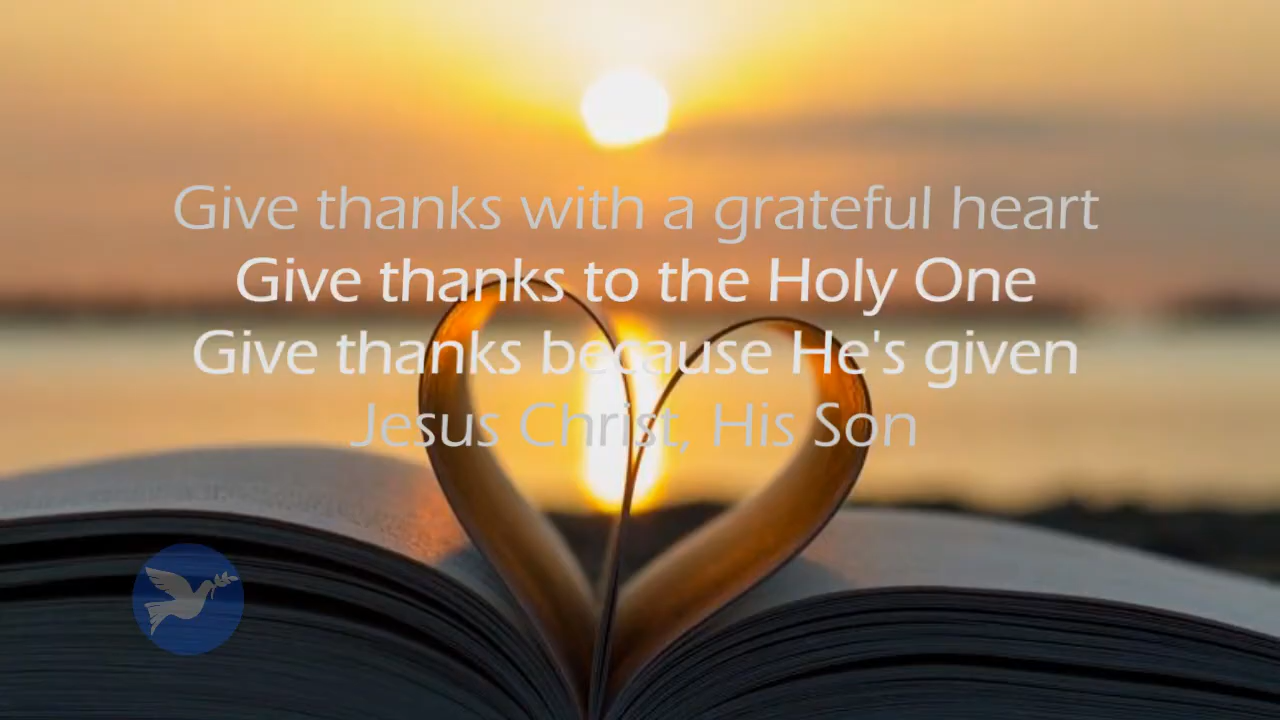 Give thanks with a grateful heart
Give thanks to the Holy One
Give thanks because He's given
Jesus Christ, His Son